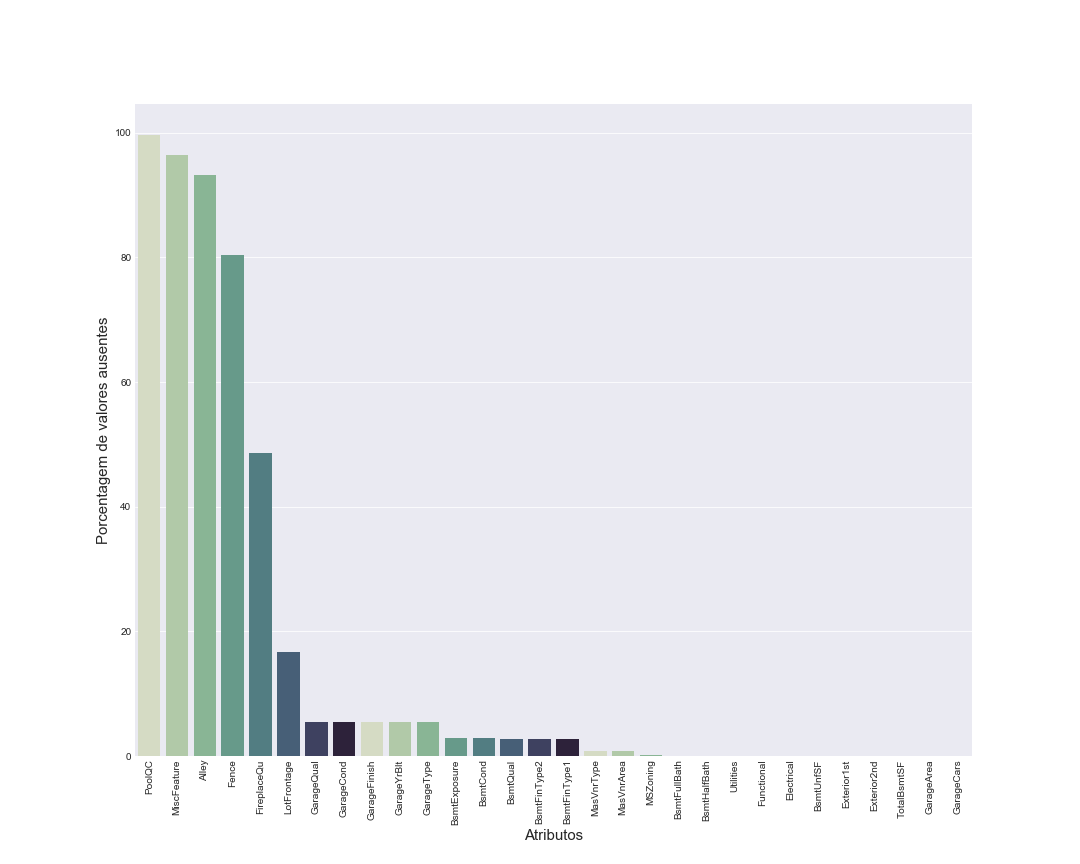 Porcentagem de valores ausentes
100
80
60
40
20
0
PoolQC
MiscFeature
Alley
Fence
FireplaceQu
LotFrontage
GarageQual
GarageCond
GarageFinish
GarageYrBlt
GarageType
BsmtExposure
BsmtCond
BsmtQual
BsmtFinType2
BsmtFinType1
MasVnrType
MasVnrArea
MSZoning
BsmtFullBath
BsmtHalfBath
Utilities
Functional
Electrical
BsmtUnfSF
Exterior1st
Exterior2nd
TotalBsmtSF
GarageArea
GarageCars
Atributos